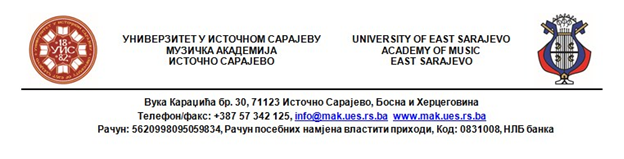 УНИВЕРЗИТЕТ У ИСТОЧНОМ САРАЈЕВУ
МУЗИЧКА АКАДЕМИЈА
ИСТОЧНО САРАЈЕВО
UNIVERSITY OF EAST SARAJEVO
ACADEMY OF MUSIC
EAST SARAJEVO
Вука Караџића бр. 30, 71123 Источно Сарајево, Босна и Херцеговина
Телефон/факс: +387 57 342 125, info@mak.ues.rs.ba www.mak.ues.rs.ba
Рачун: 5620998095059834, Рачун посебних намјена властити приходи, Код: 0831008, НЛБ банка